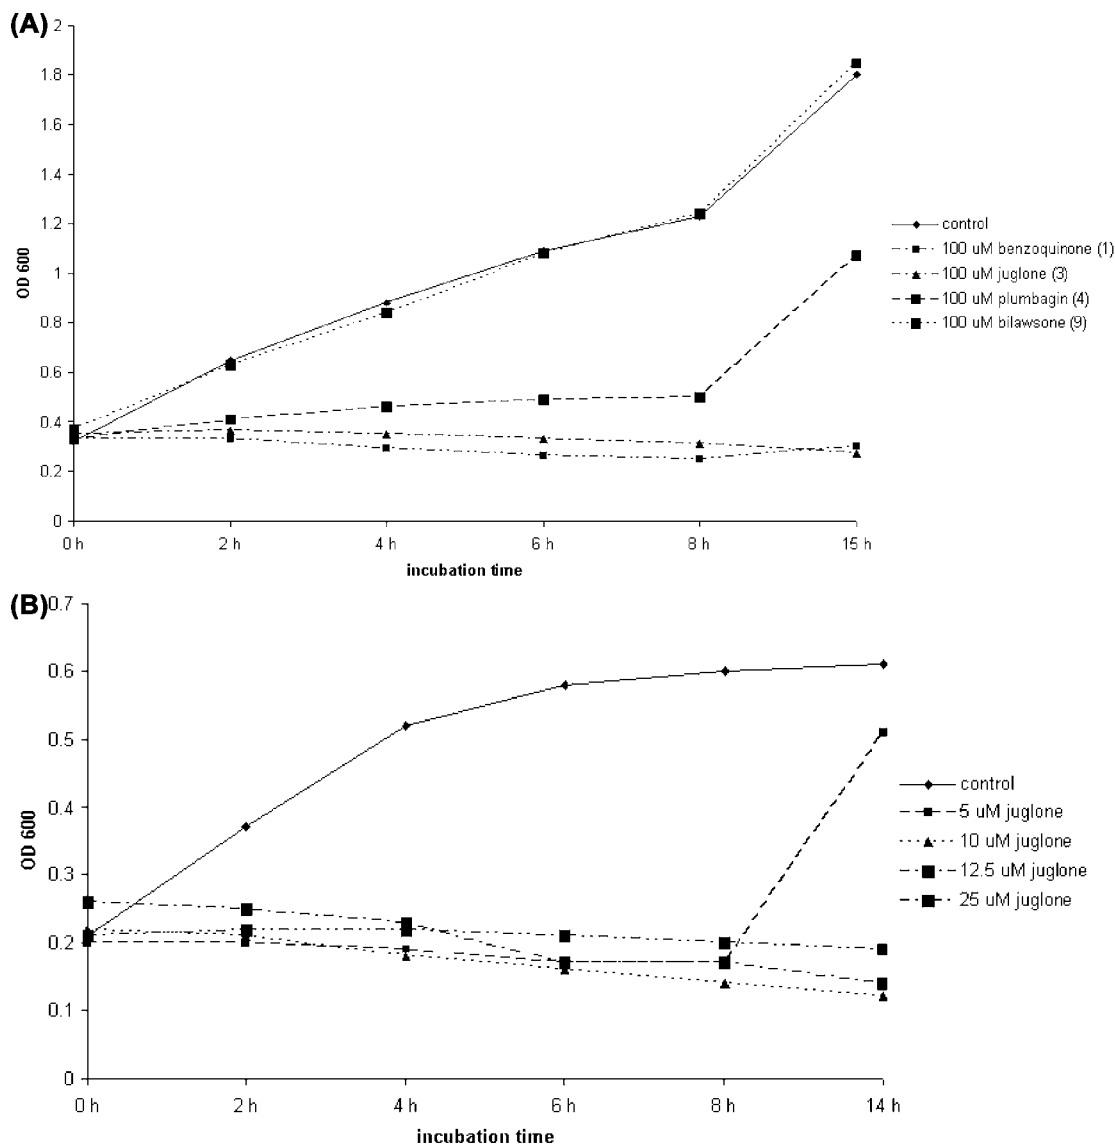 (A)
2
1.8
1.6
1.4
1.2
1
0.8
0.6
0.4
0.2
0
OD 600
0 h 2 h 4 h 6 h 8 h 15 h
incubation time
control
100 uM benzoquinone (1)
100 uM juglone (3)
100 uM plumbagin (4)
100 uM bilawsone (9)
(B)
0.7
0.6
0.5
0.4
0.3
0.2
0.1
0
OD 600
0 h 2 h 4 h 6 h 8 h 14 h
incubation time
control
5 uM juglone
10 uM juglone
12.5 uM juglone
25 uM juglone